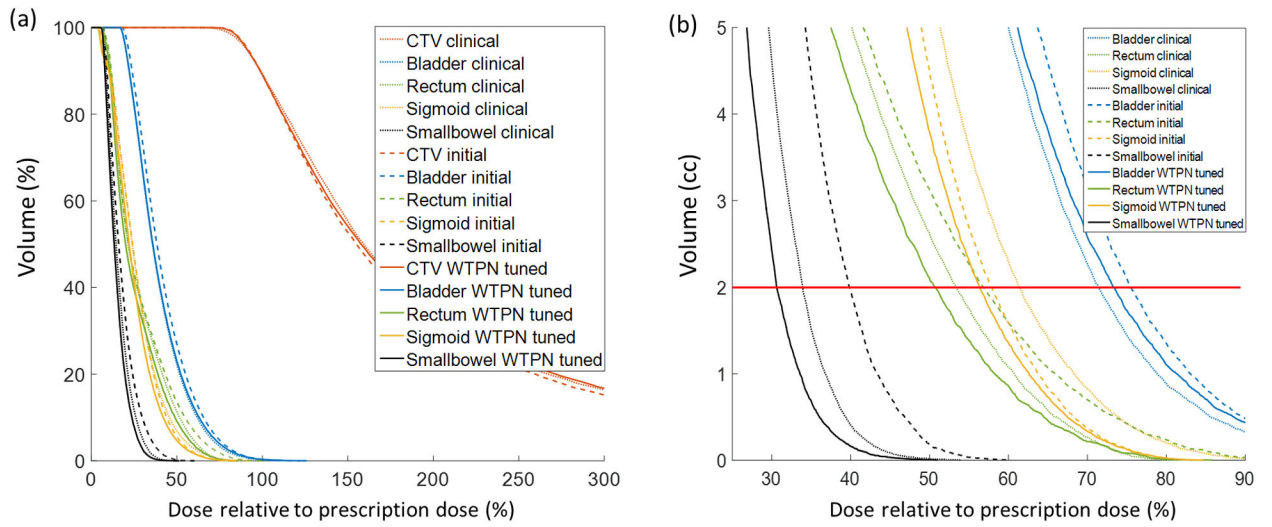 (a)
100
80
60
40
20
0
Volume (%)
CTV clinical
Bladder clinical
Rectum clinical
Sigmoid clinical
Smallbowel clinical
CTV initial
Bladder initial
Rectum initial
Sigmoid initial
Smallbowel initial
CTV WTPN tuned
Bladder WTPN tuned
Rectum WTPN tuned
Sigmoid WTPN tuned
Smallbowel WTPN tuned
0 50 100 150 200 250 300
Dose relative to prescription dose (%)
(b)
5
4
3
2
1
0
Volume (cc)
Bladder clinical
Rectum clinical
Sigmoid clinical
Smallbowel clinical
Bladder initial
Rectum initial
Sigmoid initial
Smallbowel initial
Bladder WTPN tuned
Rectum WTPN tuned
Sigmoid WTPN tuned
Smallbowel WTPN tuned
30 40 50 60 70 80 90
Dose relative to prescription dose (%)